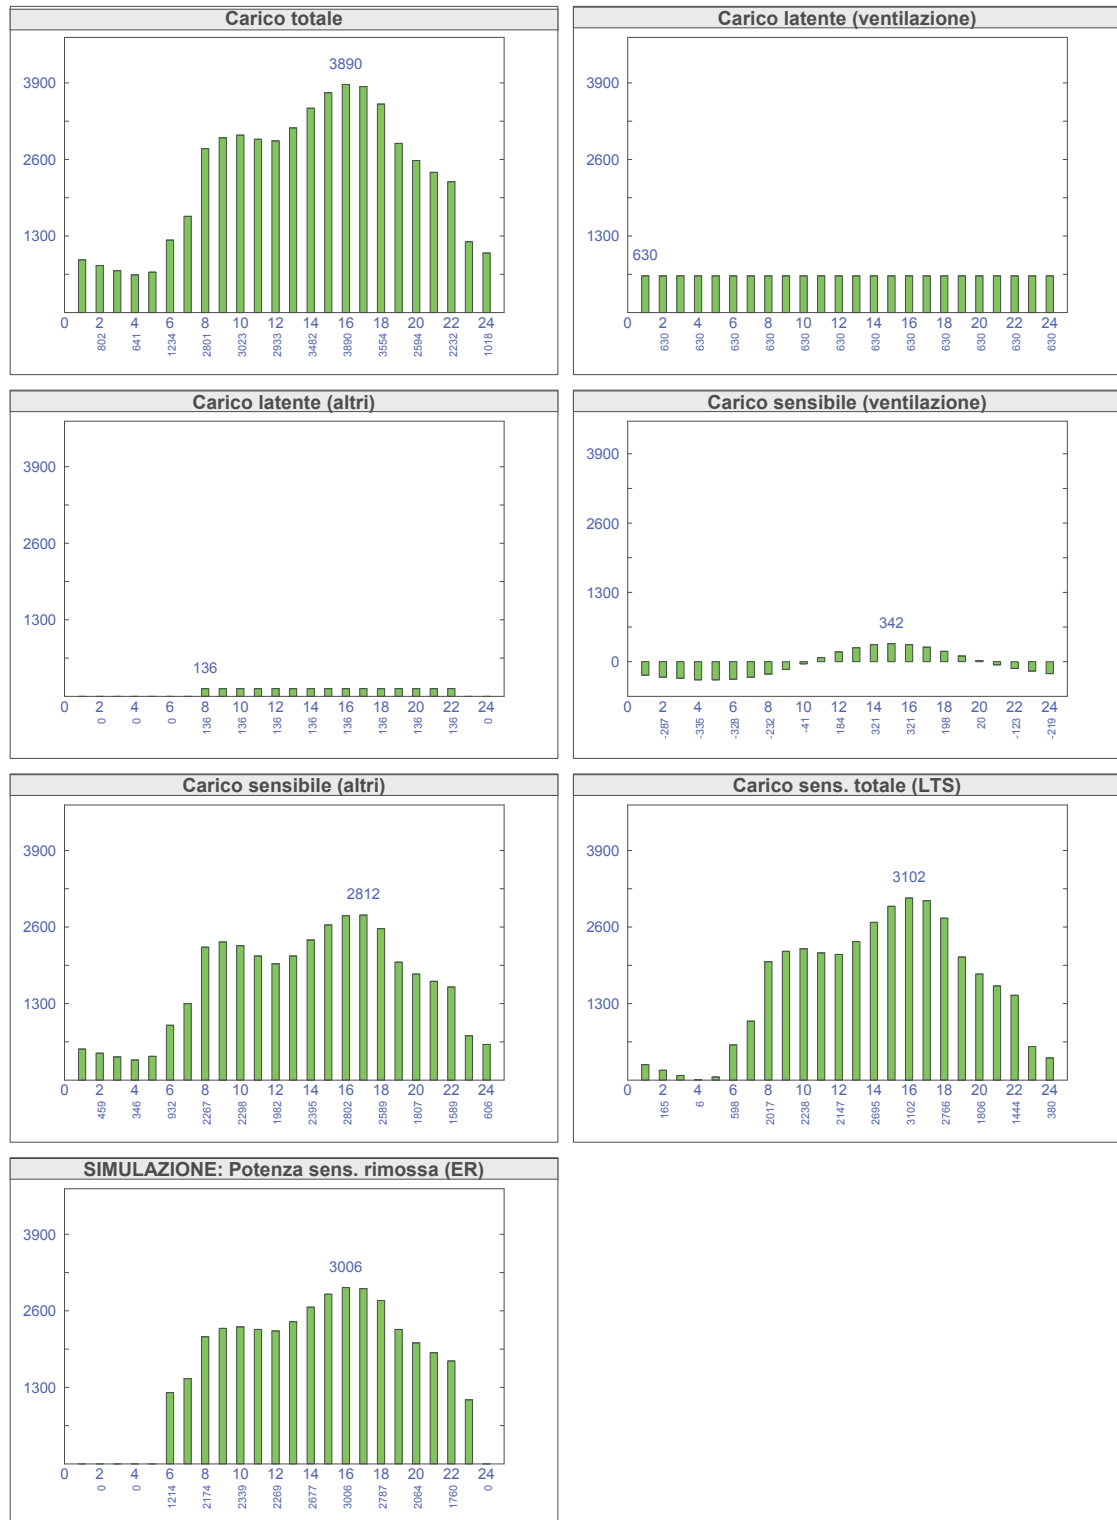 Carico totale
3900
2600
1300
3890
0 2 4 6 8 10 12 14 16 18 20 22 24
802 641 1234 2801 3023 2933 3482 3890 3554 2594 2232 1018
Carico latente (ventilazione)
3900
2600
1300
630
0 2 4 6 8 10 12 14 16 18 20 22 24
630 630 630 630 630 630 630 630 630 630 630 630
Carico latente (altri)
3900
2600
1300
136
0 2 4 6 8 10 12 14 16 18 20 22 24
0 0 0 136 136 136 136 136 136 136 136 0
Carico sensibile (ventilazione)
3900
2600
1300
0
342
0 2 4 6 8 10 12 14 16 18 20 22 24
-287 -335 -328 -232 -41 184 321 321 198 20 -123 -219
Carico sensibile (altri)
3900
2600
1300
2812
0 2 4 6 8 10 12 14 16 18 20 22 24
459 346 932 2267 2298 1982 2395 2802 2589 1807 1589 606
Carico sens. totale (LTS)
3900
2600
1300
3102
0 2 4 6 8 10 12 14 16 18 20 22 24
165 6 598 2017 2238 2147 2695 3102 2766 1806 1444 380
SIMULAZIONE: Potenza sens. rimossa (ER)
3900
2600
1300
3006
0 2 4 6 8 10 12 14 16 18 20 22 24
0 0 1214 2174 2339 2269 2677 3006 2787 2064 1760 0